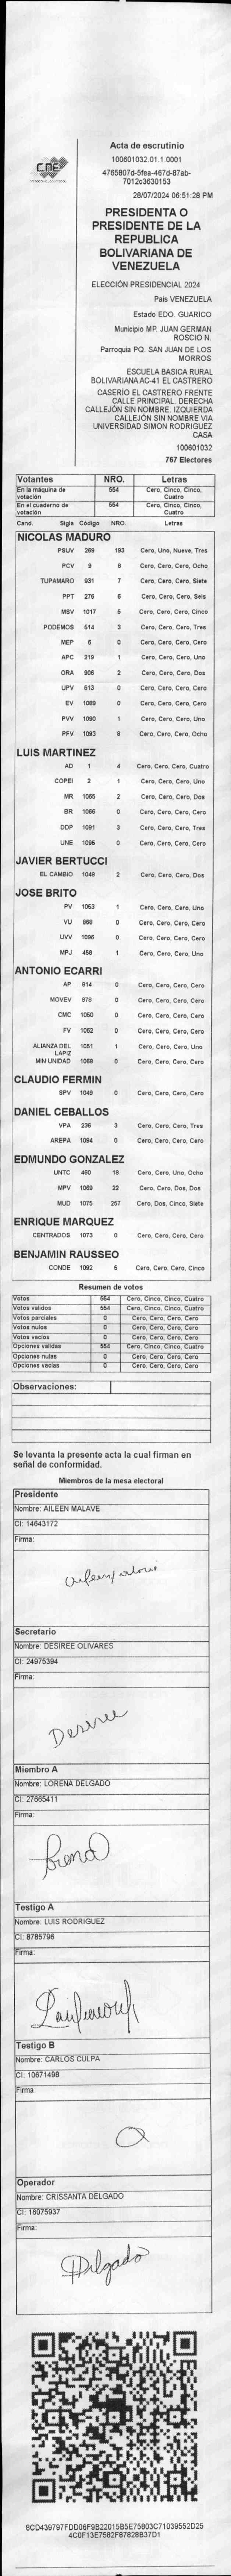 CNE
Acta de escrutinio
100601032.01.1.0001
4765807d-5fea-467d-87ab-
7012c3630153
28/07/2024 06:51:28 PM
PRESIDENTA O
PRESIDENTE DE LA
REPUBLICA
BOLIVARIANA DE
VENEZUELA
ELECCIÓN PRESIDENCIAL 2024
Pais VENEZUELA
Estado EDO. GUARICO
Municipio MP. JUAN GERMAN
ROSCIO N.
Parroquia PQ. SAN JUAN DE LOS
MORROS
ESCUELA BASICA RURAL
BOLIVARIANA AC-41 EL CASTRERO
CASERIO EL CASTRERO FRENTE
CALLE PRINCIPAL. DERECHA
CALLEJÓN SIN NOMBRE. IZQUIERDA
CALLEJÓN SIN NOMBRE VIA
UNIVERSIDAD SIMON RODRIGUEZ
CASA
100601032
767 Electores
Votantes NRO. Letras
En la máquina de votación 554 Cero, Cinco, Cinco, Cuatro
En el cuaderno de votación 554 Cero, Cinco, Cinco, Cuatro
Cand. Sigla Código NRO. Letras
NICOLAS MADURO
PSUV 269 193 Cero, Uno, Nueve, Tres
PCV 9 8 Cero, Cero, Cero, Ocho
TUPAMARO 931 7 Cero, Cero, Cero, Siete
PPT 276 6 Cero, Cero, Cero, Seis
MSV 1017 5 Cero, Cero, Cero, Cinco
PODEMOS 514 3 Cero, Cero, Cero, Tres
MEP 6 0 Cero, Cero, Cero, Cero
APC 219 1 Cero, Cero, Cero, Uno
ORA 906 2 Cero, Cero, Cero, Dos
UPV 613 0 Cero, Cero, Cero, Cero
EV 1089 0 Cero, Cero, Cero, Cero
PVV 1090 1 Cero, Cero, Cero, Uno
PFV 1093 8 Cero, Cero, Cero, Ocho
LUIS MARTINEZ
AD 1 4 Cero, Cero, Cero, Cuatro
COPEI 2 1 Cero, Cero, Cero, Uno
MR 1065 2 Cero, Cero, Cero, Dos
BR 1066 0 Cero, Cero, Cero, Cero
DDP 1091 3 Cero, Cero, Cero, Tres
UNE 1095 0 Cero, Cero, Cero, Cero
JAVIER BERTUCCI
EL CAMBIO 1048 2 Cero, Cero, Cero, Dos
JOSE BRITO
PV 1053 1 Cero, Cero, Cero, Uno
VU 868 0 Cero, Cero, Cero, Cero
UVV 1096 0 Cero, Cero, Cero, Cero
MPJ 458 1 Cero, Cero, Cero, Uno
ANTONIO ECARRI
AP 814 0 Cero, Cero, Cero, Cero
MOVEV 878 0 Cero, Cero, Cero, Cero
CMC 1050 0 Cero, Cero, Cero, Cero
FV 1052 0 Cero, Cero, Cero, Cero
ALIANZA DEL LAPIZ 1051 1 Cero, Cero, Cero, Uno
MIN UNIDAD 1068 0 Cero, Cero, Cero, Cero
CLAUDIO FERMIN
SPV 1049 0 Cero, Cero, Cero, Cero
DANIEL CEBALLOS
VPA 236 3 Cero, Cero, Cero, Tres
AREPA 1094 0 Cero, Cero, Cero, Cero
EDMUNDO GONZALEZ
UNTC 480 18 Cero, Cero, Uno, Ocho
MPV 1069 22 Cero, Cero, Dos, Dos
MUD 1075 257 Cero, Dos, Cinco, Siete
ENRIQUE MARQUEZ
CENTRADOS 1073 0 Cero, Cero, Cero, Cero
BENJAMIN RAUSSEO
CONDE 1092 5 Cero, Cero, Cero, Cinco
Resumen de votos
Votos 554 Cero, Cinco, Cinco, Cuatro
Votos validos 554 Cero, Cinco, Cinco, Cuatro
Votos parciales 0 Cero, Cero, Cero, Cero
Votos nulos 0 Cero, Cero, Cero, Cero
Votos vacios 0 Cero, Cero, Cero, Cero
Opciones validas 554 Cero, Cinco, Cinco, Cuatro
Opciones nulas 0 Cero, Cero, Cero, Cero
Opciones vacias 0 Cero, Cero, Cero, Cero
Observaciones:
Se levanta la presente acta la cual firman en
señal de conformidad.
Miembros de la mesa electoral
Presidente
Nombre: AILEEN MALAVE
CI: 14643172
Firma:
Secretario
Nombre: DESIREE OLIVARES
CI: 24975394
Firma:
Desiree
Miembro A
Nombre: LORENA DELGADO
CI: 27665411
Firma:
Testigo A
Nombre: LUIS RODRIGUEZ
CI: 8785796
Firma:
Testigo B
Nombre: CARLOS CULPA
CI: 10671498
Firma:
Operador
Nombre: CRISSANTA DELGADO
CI: 16075937
Firma:
Delgado
8CD439797FDD06F9B22015B5E75803C71039552D25
4C0F13E7582F87828B37D1